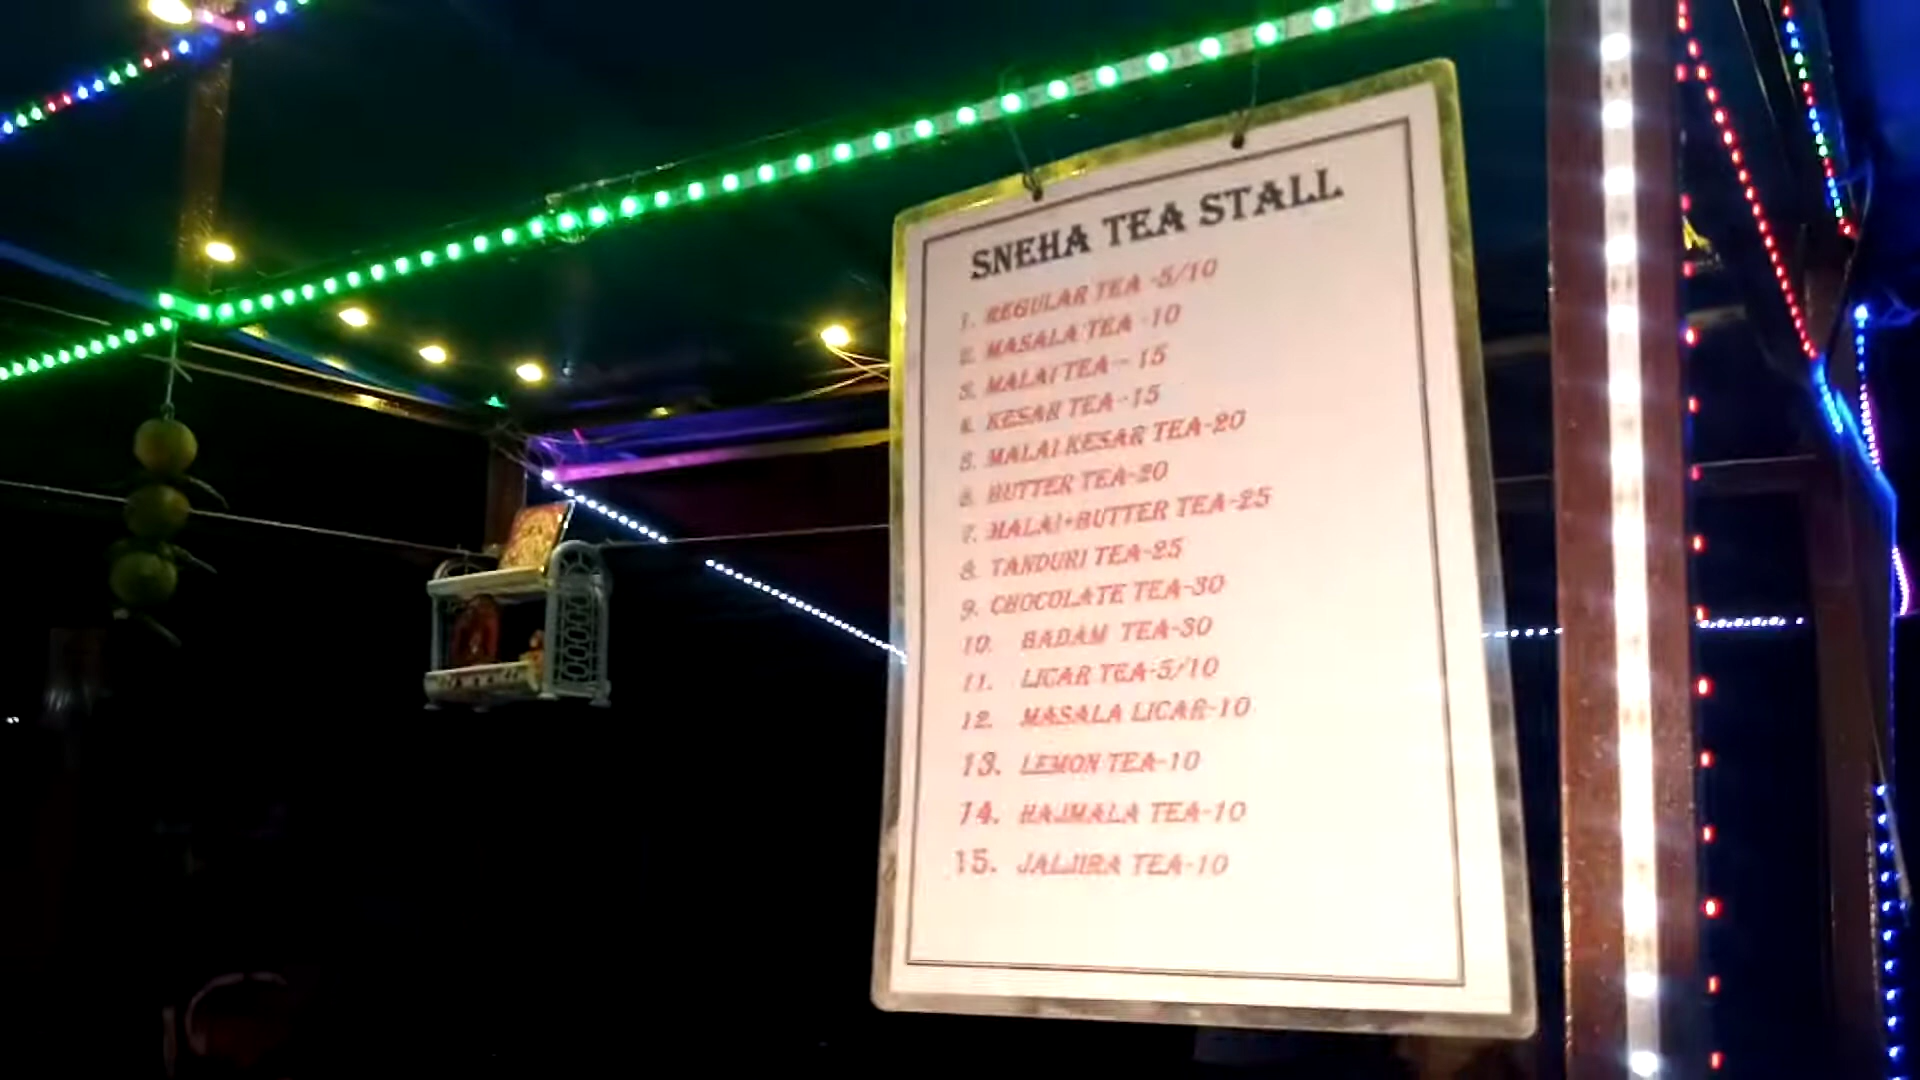 SNEHA TEA STALL
1. REGULAR TEA -5/10
2. MASALA TEA -10
3. MALAI TEA - 15
4. KESAR TEA -15
5. MALAI KESAR TEA-20
6. BUTTER TEA-20
7. MALAI+BUTTER TEA-25
8. TANDURI TEA-25
9. CHOCOLATE TEA-30
10. BADAM TEA-30
11. LICAR TEA-5/10
12. MASALA LICAR-10
13. LEMON TEA-10
14. HAJMALA TEA-10
15. JALJIRA TEA-10